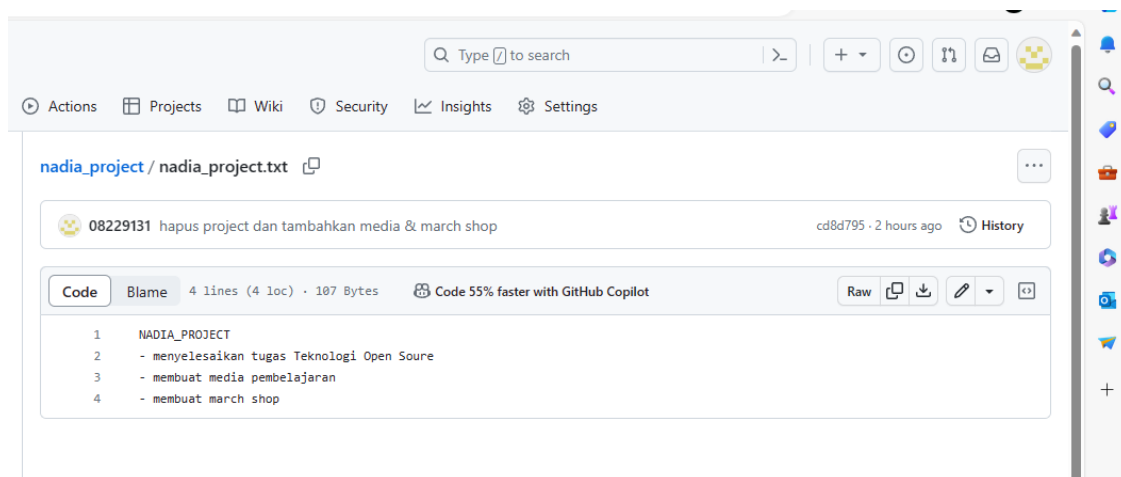 Type / to search
Actions Projects Wiki Security Insights Settings
nadia_project / nadia_project.txt
08229131 hapus project dan tambahkan media & march shop cd8d795 · 2 hours ago History
Code Blame 4 lines (4 loc) · 107 Bytes Code 55% faster with GitHub Copilot Raw
1 NADIA_PROJECT
2 - menyelesaikan tugas Teknologi Open Soure
3 - membuat media pembelajaran
4 - membuat march shop